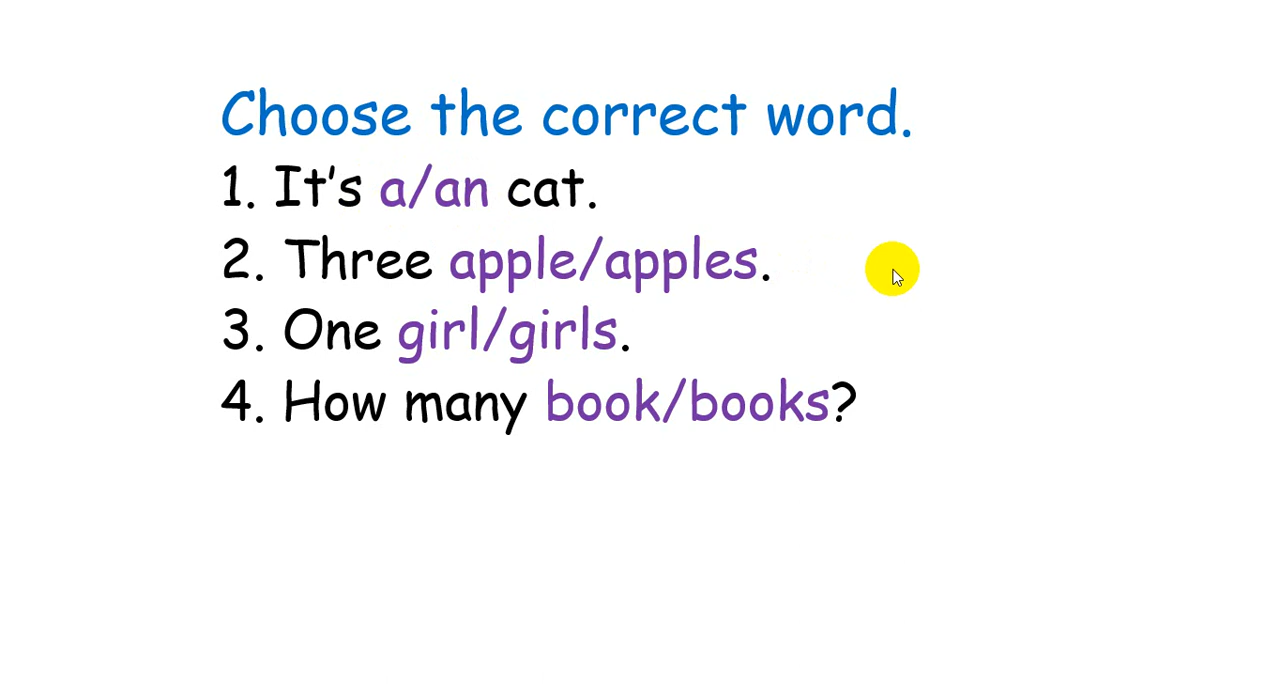 Choose the correct word.
1. It's a/an cat.
2. Three apple/apples.
3. One girl/girls.
4. How many book/books?